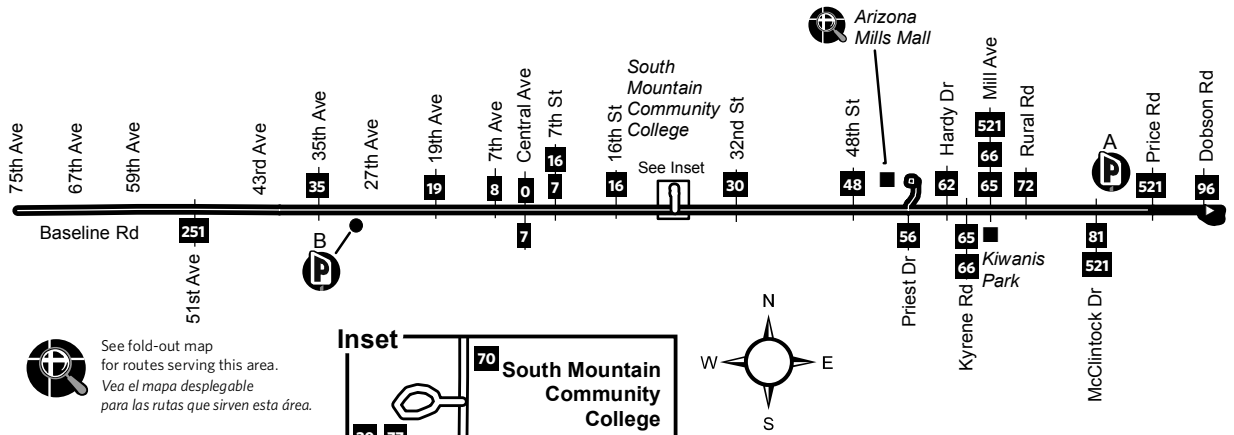 Arizona
Mills Mall
75th Ave
67th Ave
59th Ave
43rd Ave
35th Ave
27th Ave
19th Ave
7th Ave
Central Ave
7th St
16th St
South
Mountain
Community
College
See Inset
32nd St
48th St
Hardy Dr
Mill Ave
Rural Rd
A
P
Price Rd
Dobson Rd
521
16
66
35
19
8
0
7
16
30
48
62
65
72
521
96
Baseline Rd
251
51st Ave
B
P
7
56
Priest Dr
65
66
Kyrene Rd
Kiwanis
Park
81
521
McClintock Dr
See fold-out map
for routes serving this area.
Vea el mapa desplegable
para las rutas que sirven esta área.
Inset
70
South Mountain
Community
College
N
W
E
S